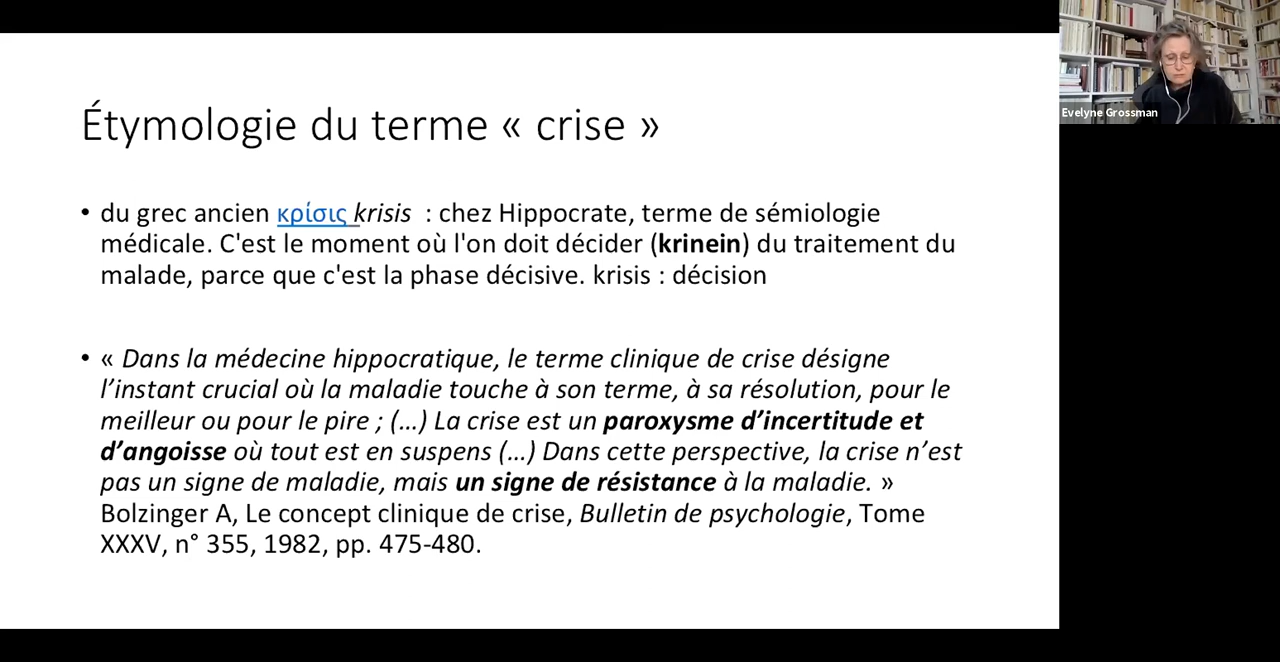 Étymologie du terme « crise »
• du grec ancien κρίσις krisis : chez Hippocrate, terme de sémiologie
médicale. C'est le moment où l'on doit décider (krinein) du traitement du
malade, parce que c'est la phase décisive. krisis : décision
• « Dans la médecine hippocratique, le terme clinique de crise désigne
l’instant crucial où la maladie touche à son terme, à sa résolution, pour le
meilleur ou pour le pire ; (…) La crise est un paroxysme d’incertitude et
d’angoisse où tout est en suspens (…) Dans cette perspective, la crise n’est
pas un signe de maladie, mais un signe de résistance à la maladie. »
Bolzinger A, Le concept clinique de crise, Bulletin de psychologie, Tome
XXXV, n° 355, 1982, pp. 475-480.
Evelyne Grossman